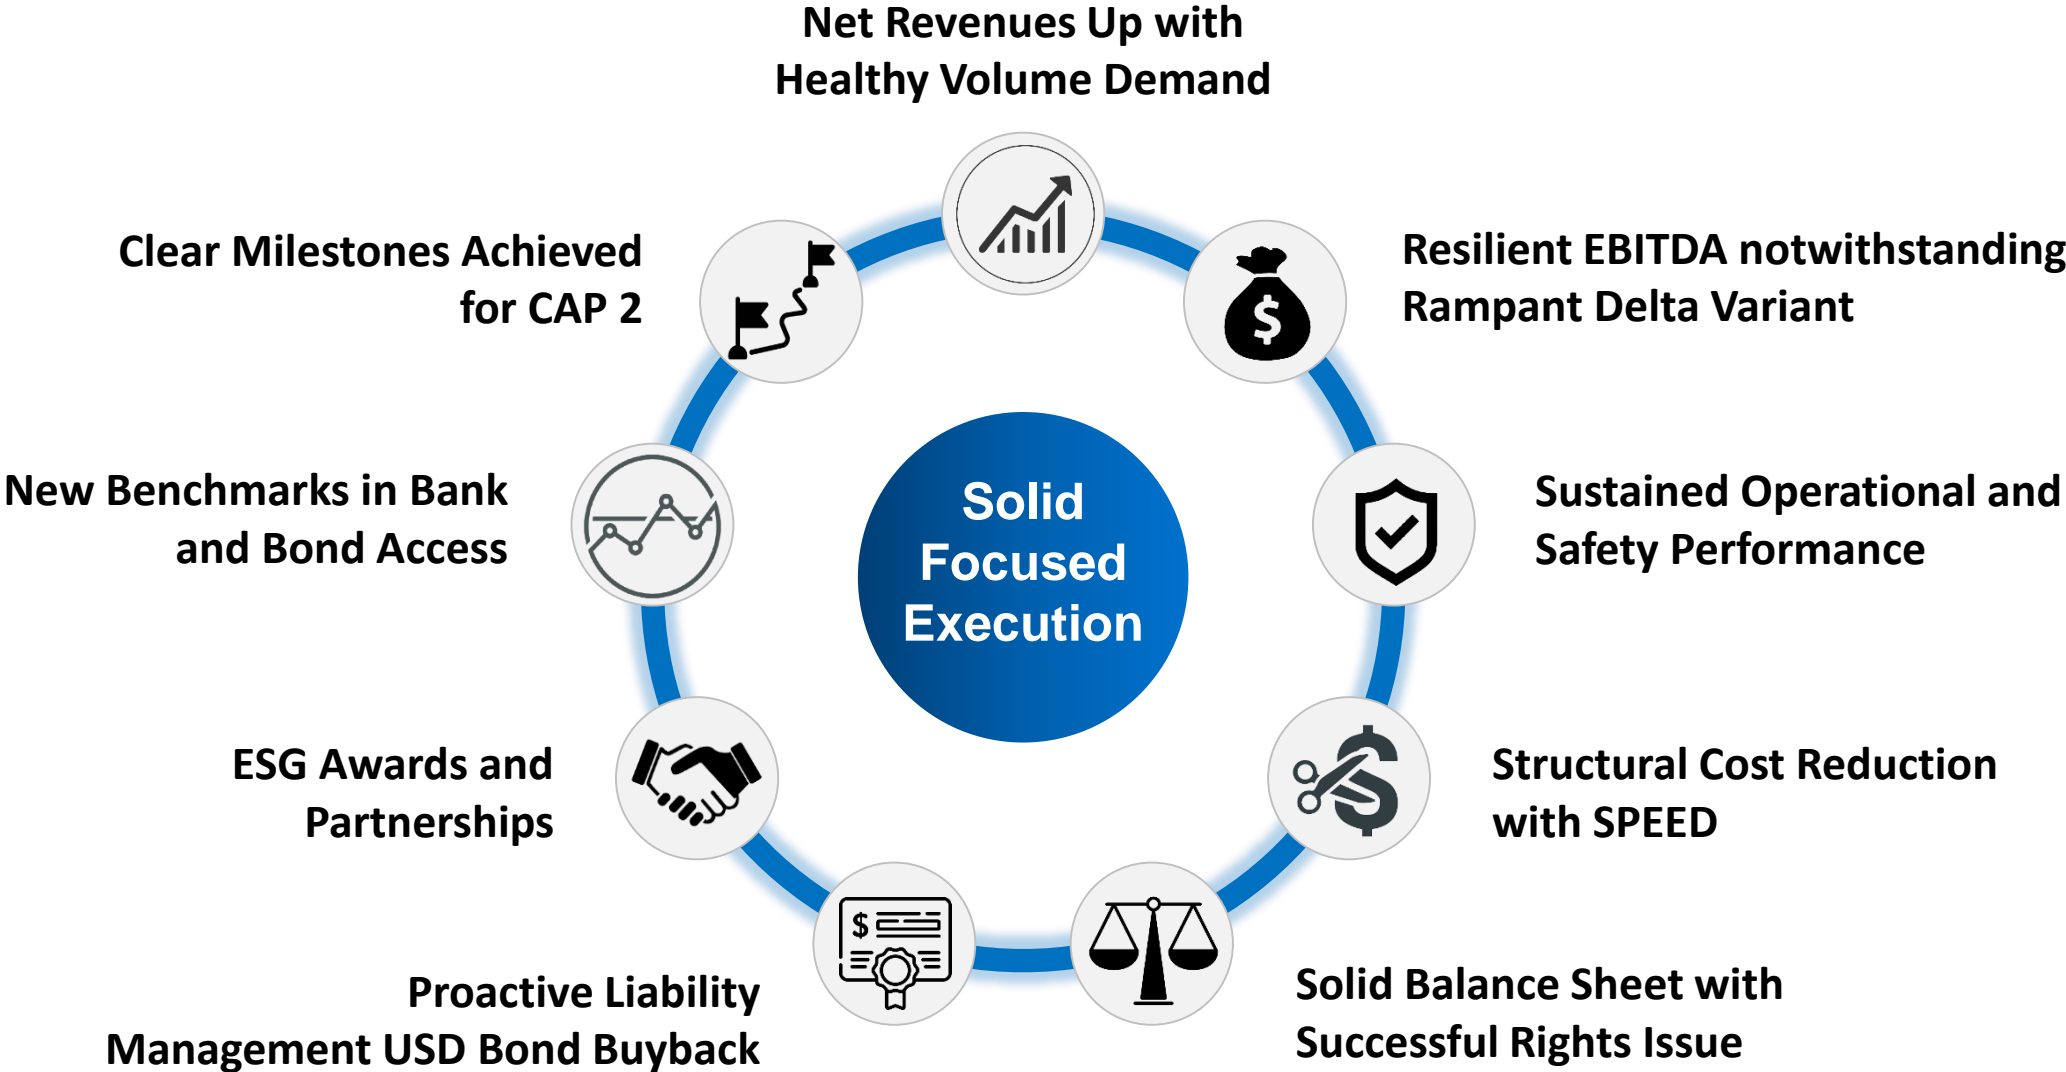 Net Revenues Up with
Healthy Volume Demand
Resilient EBITDA notwithstanding
Rampant Delta Variant
Sustained Operational and
Safety Performance
Structural Cost Reduction
with SPEED
Solid Balance Sheet with
Successful Rights Issue
Proactive Liability
Management USD Bond Buyback
ESG Awards and
Partnerships
New Benchmarks in Bank
and Bond Access
Clear Milestones Achieved
for CAP 2
Solid
Focused
Execution
$
$
$